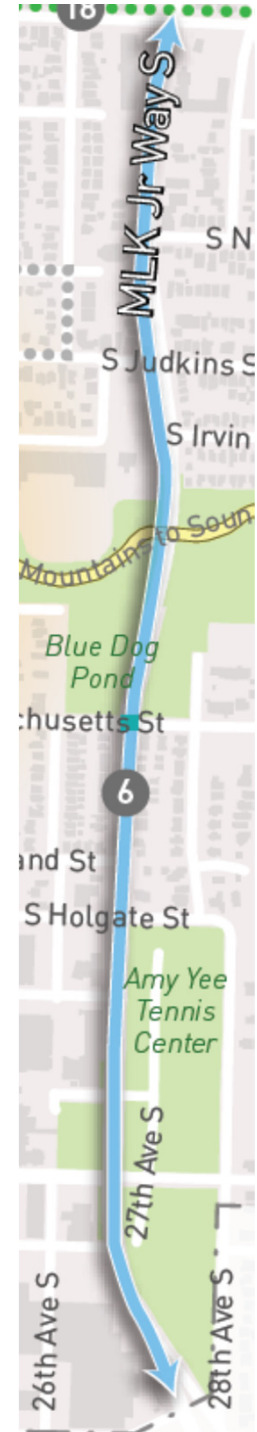 18
MLK Jr Way S
S N
S Judkins S
S Irvin
Mountains to Soun
Blue Dog
Pond
chusetts St
6
and St
S Holgate St
Amy Yee
Tennis
Center
27th Ave S
26th Ave S
28th Ave S